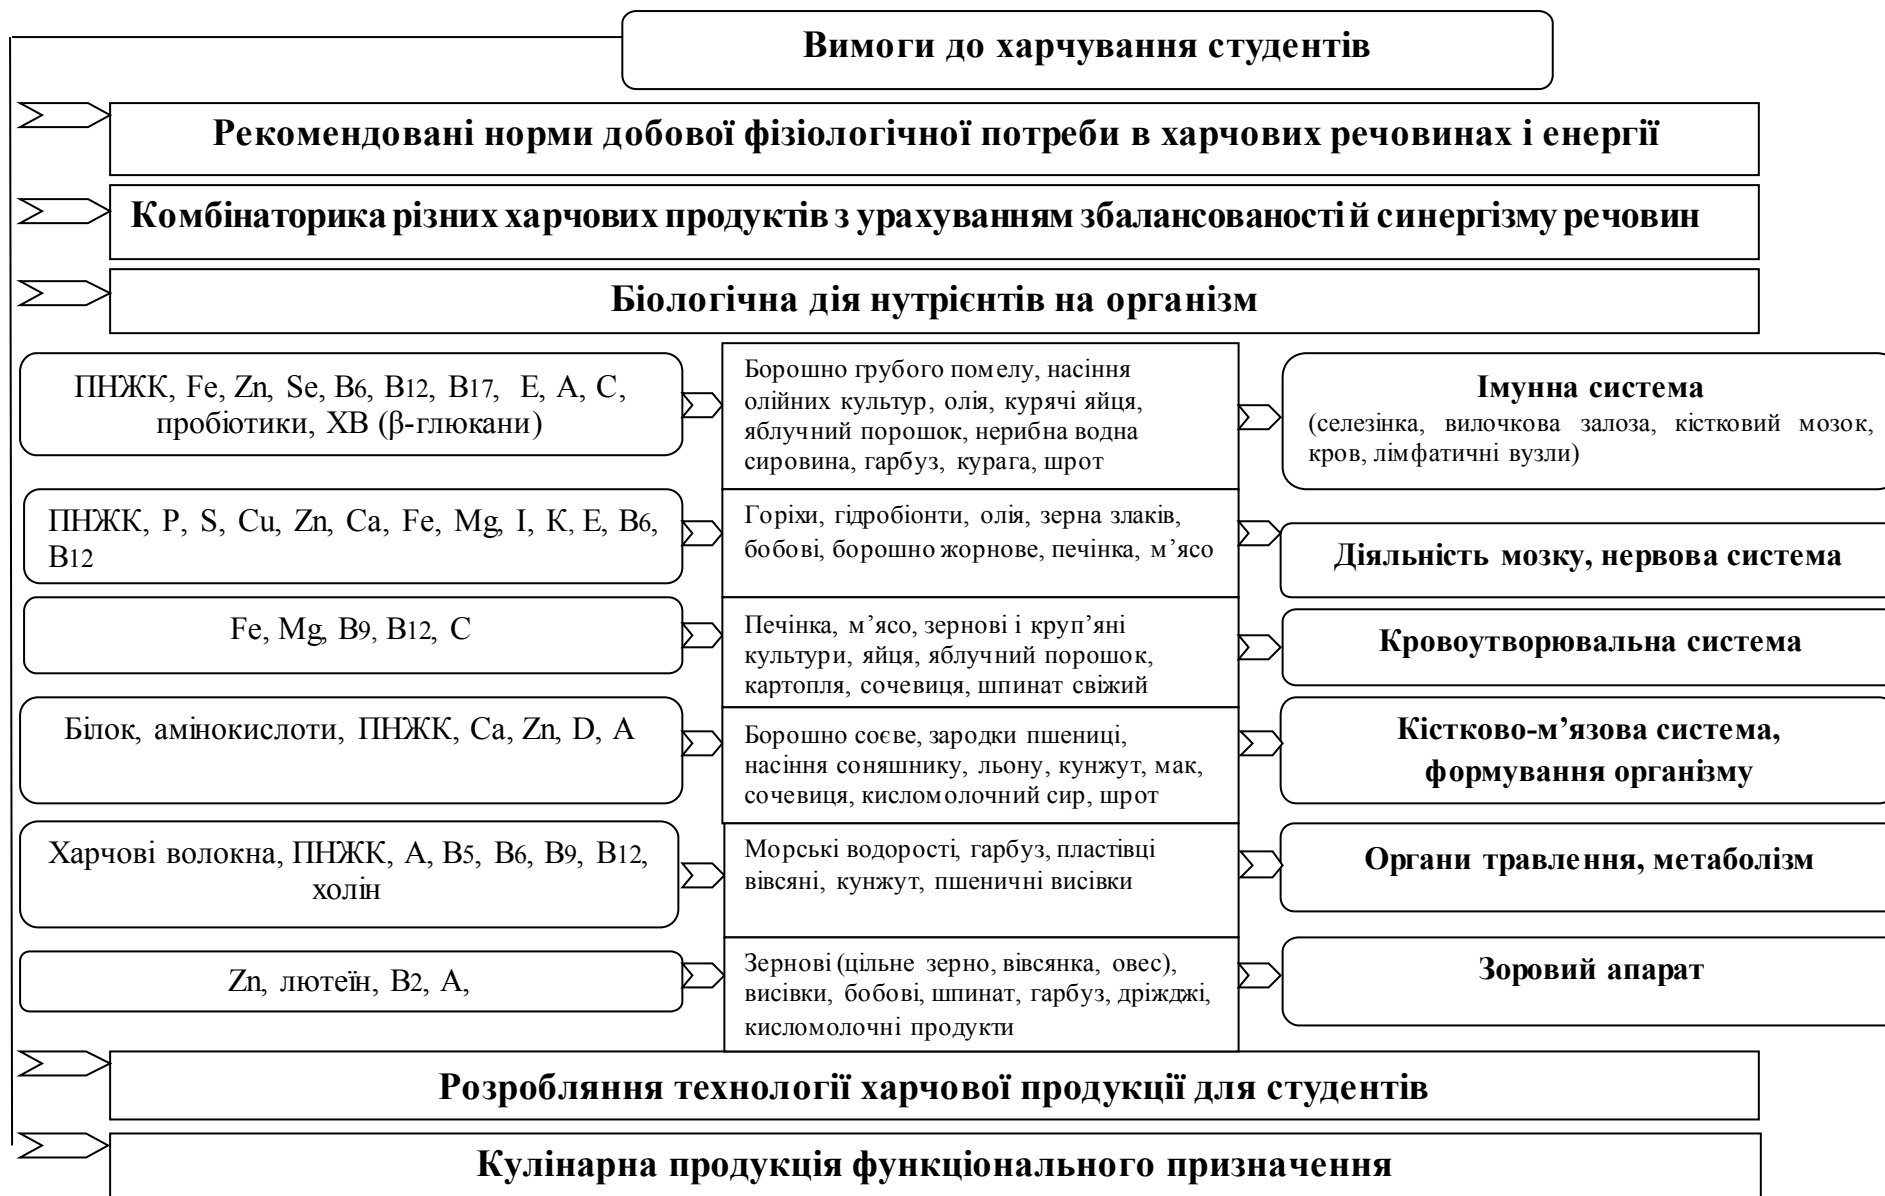 Вимоги до харчування студентів
Рекомендовані норми добової фізіологічної потреби в харчових речовинах і енергії
Комбінаторика різних харчових продуктів з урахуванням збалансованості й синергізму речовин
Біологічна дія нутрієнтів на організм
ПНЖК, Fe, Zn, Se, B6, B12, B17, E, A, C,
пробіотики, ХВ (β-глюкани)
Борошно грубого помелу, насіння
олійних культур, олія, курячі яйця,
яблучний порошок, нерибна водна
сировина, гарбуз, курага, шрот
Імунна система
(селезінка, вилочкова залоза, кістковий мозок,
кров, лімфатичні вузли)
ПНЖК, P, S, Cu, Zn, Ca, Fe, Mg, I, K, E, B6,
B12
Горіхи, гідробіонти, олія, зерна злаків,
бобові, борошно жорнове, печінка, м’ясо
Діяльність мозку, нервова система
Fe, Mg, B9, B12, C
Печінка, м’ясо, зернові і круп’яні
культури, яйця, яблучний порошок,
картопля, сочевиця, шпинат свіжий
Кровоутворювальна система
Білок, амінокислоти, ПНЖК, Ca, Zn, D, A
Борошно соєве, зародки пшениці,
насіння соняшнику, льону, кунжут, мак,
сочевиця, кисломолочний сир, шрот
Кістково-м’язова система,
формування організму
Харчові волокна, ПНЖК, A, B5, B6, B9, B12,
холін
Морські водорості, гарбуз, пластівці
вівсяні, кунжут, пшеничні висівки
Органи травлення, метаболізм
Zn, лютеїн, B2, A,
Зернові (цільне зерно, вівсянка, овес),
висівки, бобові, шпинат, гарбуз, дріжджі,
кисломолочні продукти
Зоровий апарат
Розробляння технології харчової продукції для студентів
Кулінарна продукція функціонального призначення